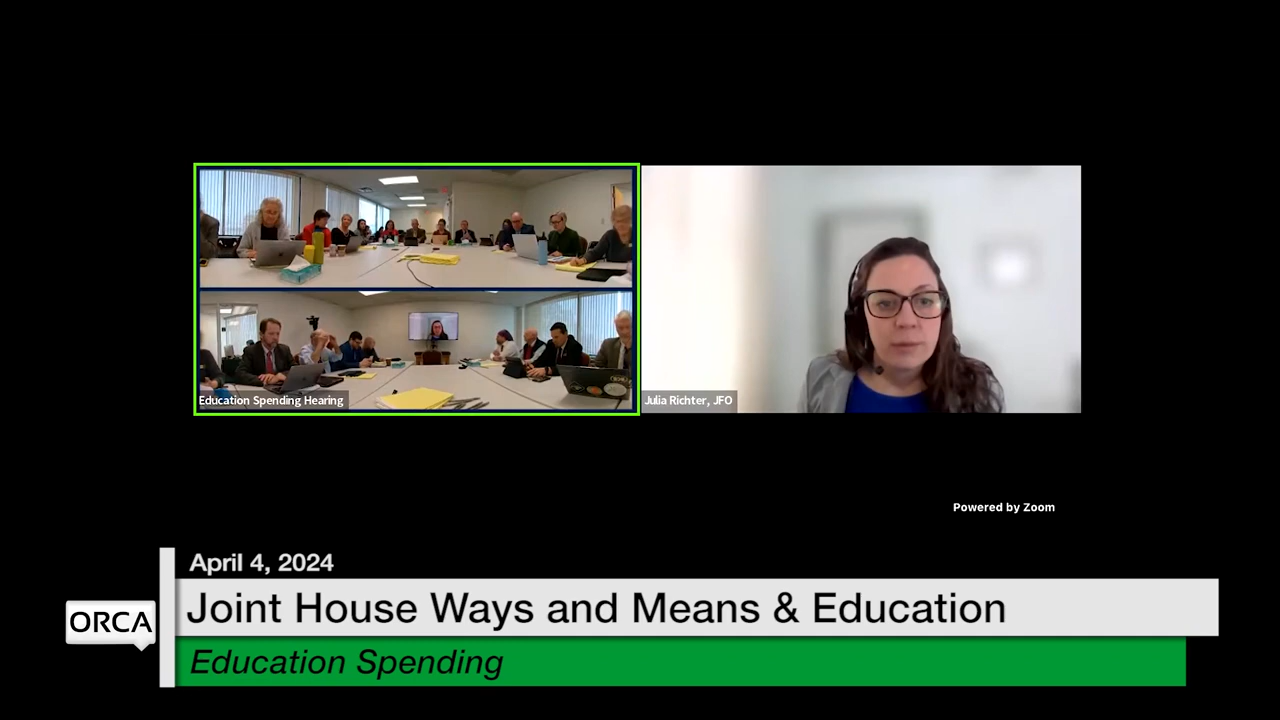 Education Spending Hearing
Julia Richter, JFO
Powered by Zoom
April 4, 2024
Joint House Ways and Means & Education
ORCA
Education Spending